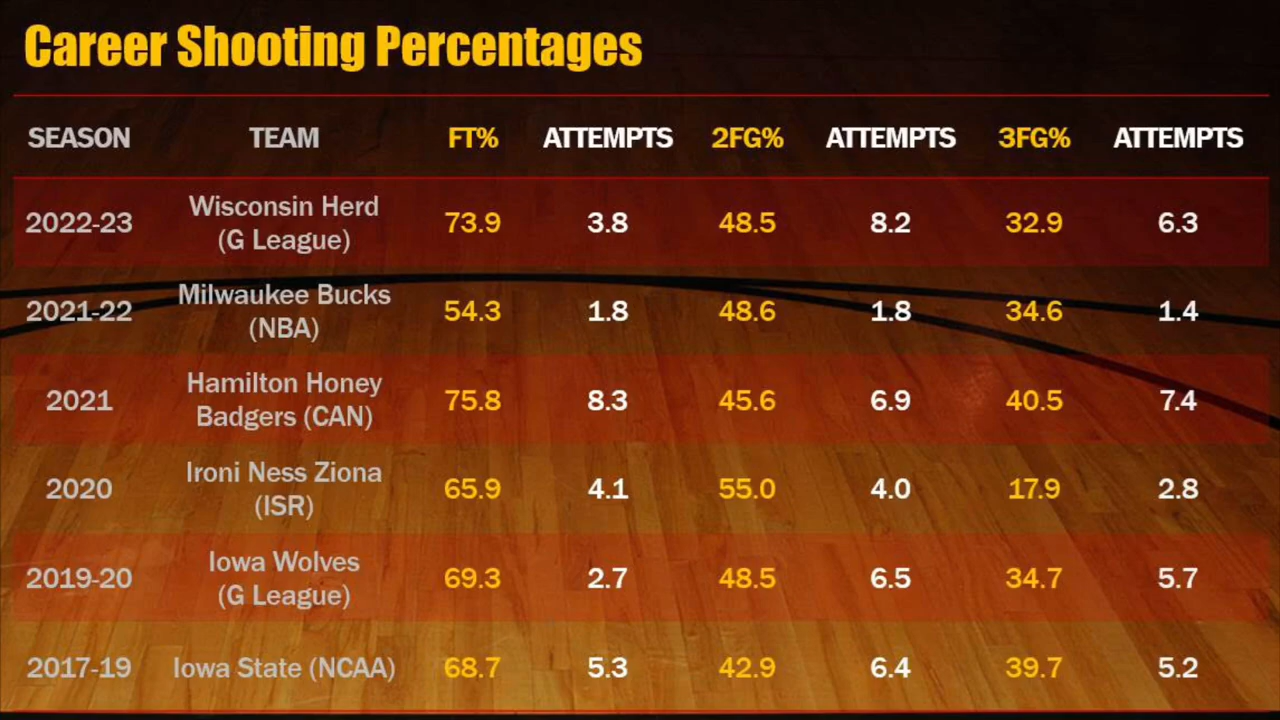 Career Shooting Percentages
SEASON TEAM FT% ATTEMPTS 2FG% ATTEMPTS 3FG% ATTEMPTS
2022-23 Wisconsin Herd (G League) 73.9 3.8 48.5 8.2 32.9 6.3
2021-22 Milwaukee Bucks (NBA) 54.3 1.8 48.6 1.8 34.6 1.4
2021 Hamilton Honey Badgers (CAN) 75.8 8.3 45.6 6.9 40.5 7.4
2020 Ironi Ness Ziona (ISR) 65.9 4.1 55.0 4.0 17.9 2.8
2019-20 Iowa Wolves (G League) 69.3 2.7 48.5 6.5 34.7 5.7
2017-19 Iowa State (NCAA) 68.7 5.3 42.9 6.4 39.7 5.2